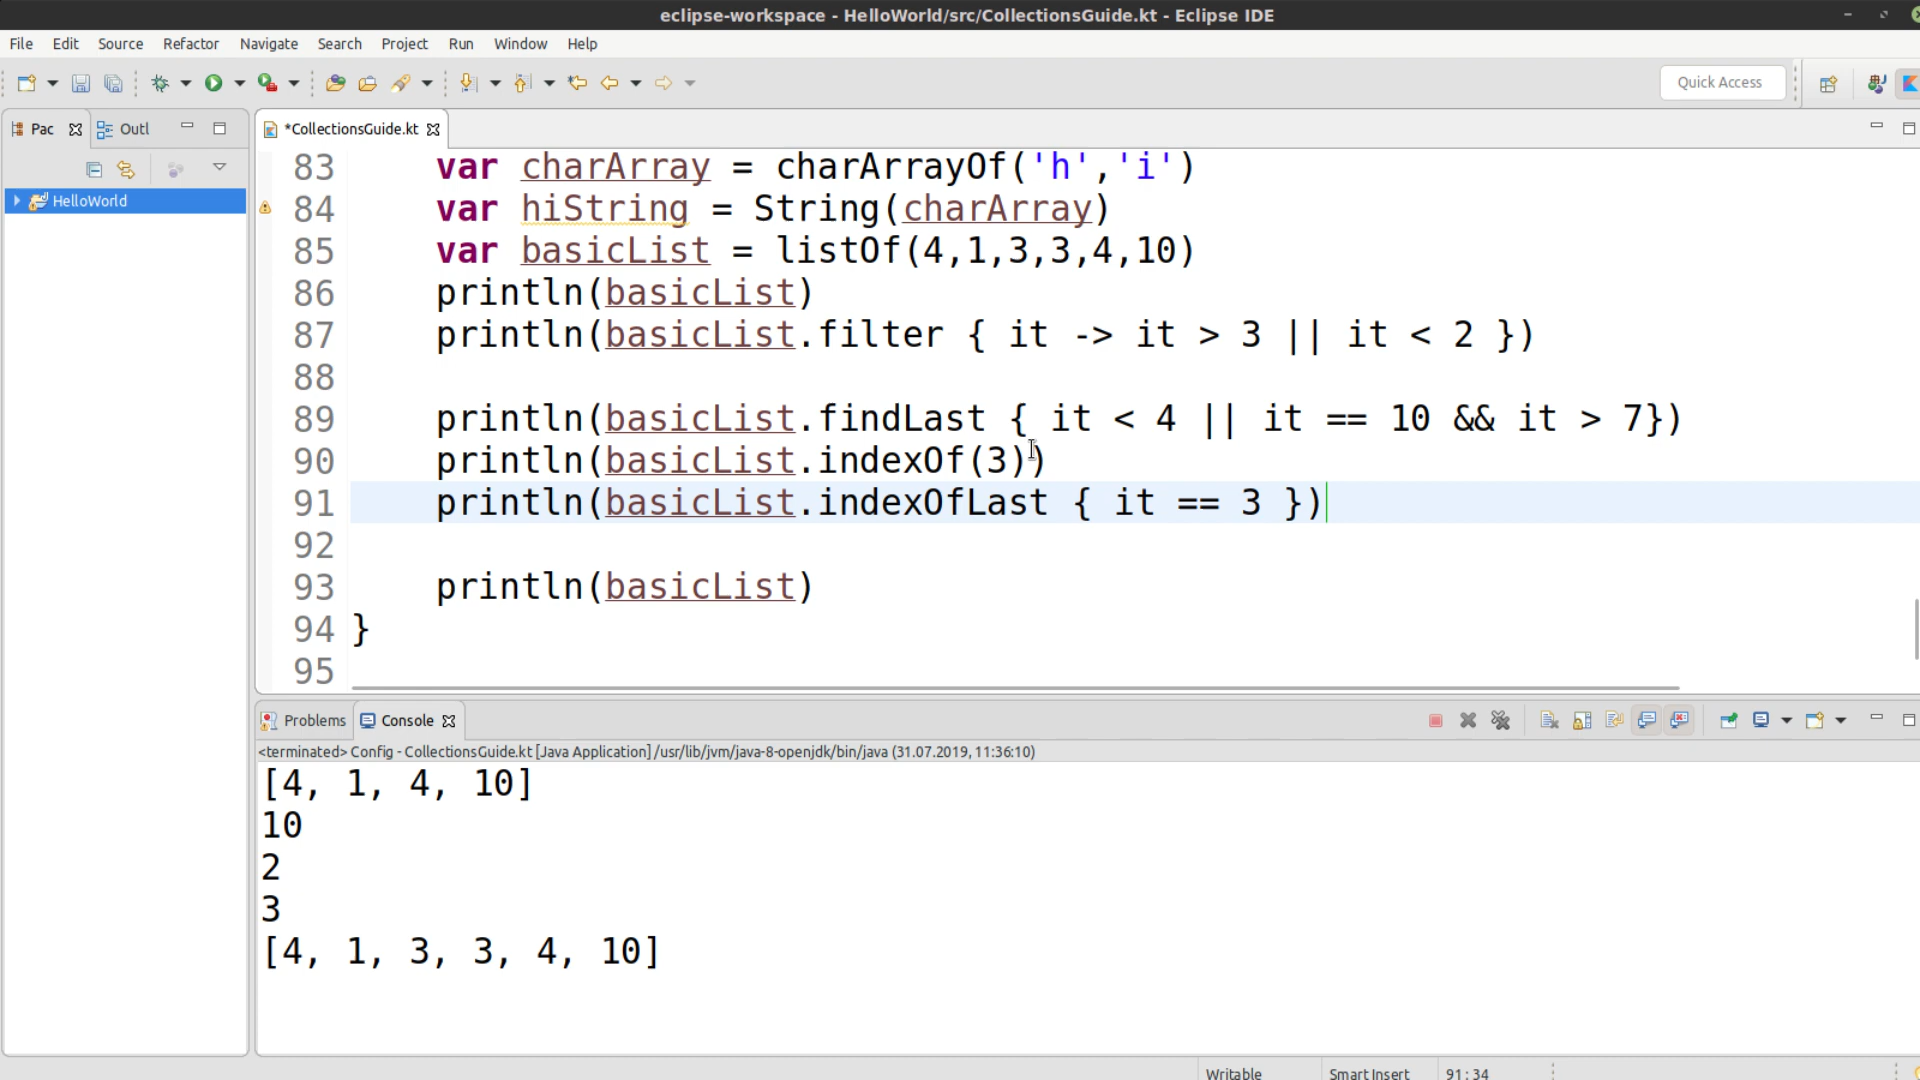 eclipse-workspace - HelloWorld/src/CollectionsGuide.kt - Eclipse IDE
File Edit Source Refactor Navigate Search Project Run Window Help
Quick Access
Pac Outl *CollectionsGuide.kt
HelloWorld
83 var charArray = charArrayOf('h','i')
84 var hiString = String(charArray)
85 var basicList = listOf(4,1,3,3,4,10)
86 println(basicList)
87 println(basicList.filter { it -> it > 3 || it < 2 })
88
89 println(basicList.findLast { it < 4 || it == 10 && it > 7})
90 println(basicList.indexOf(3))
91 println(basicList.indexOfLast { it == 3 })
92
93 println(basicList)
94 }
95
Problems Console
<terminated> Config - CollectionsGuide.kt [Java Application] /usr/lib/jvm/java-8-openjdk/bin/java (31.07.2019, 11:36:10)
[4, 1, 4, 10]
10
2
3
[4, 1, 3, 3, 4, 10]
Writable Smart Insert 91 : 34